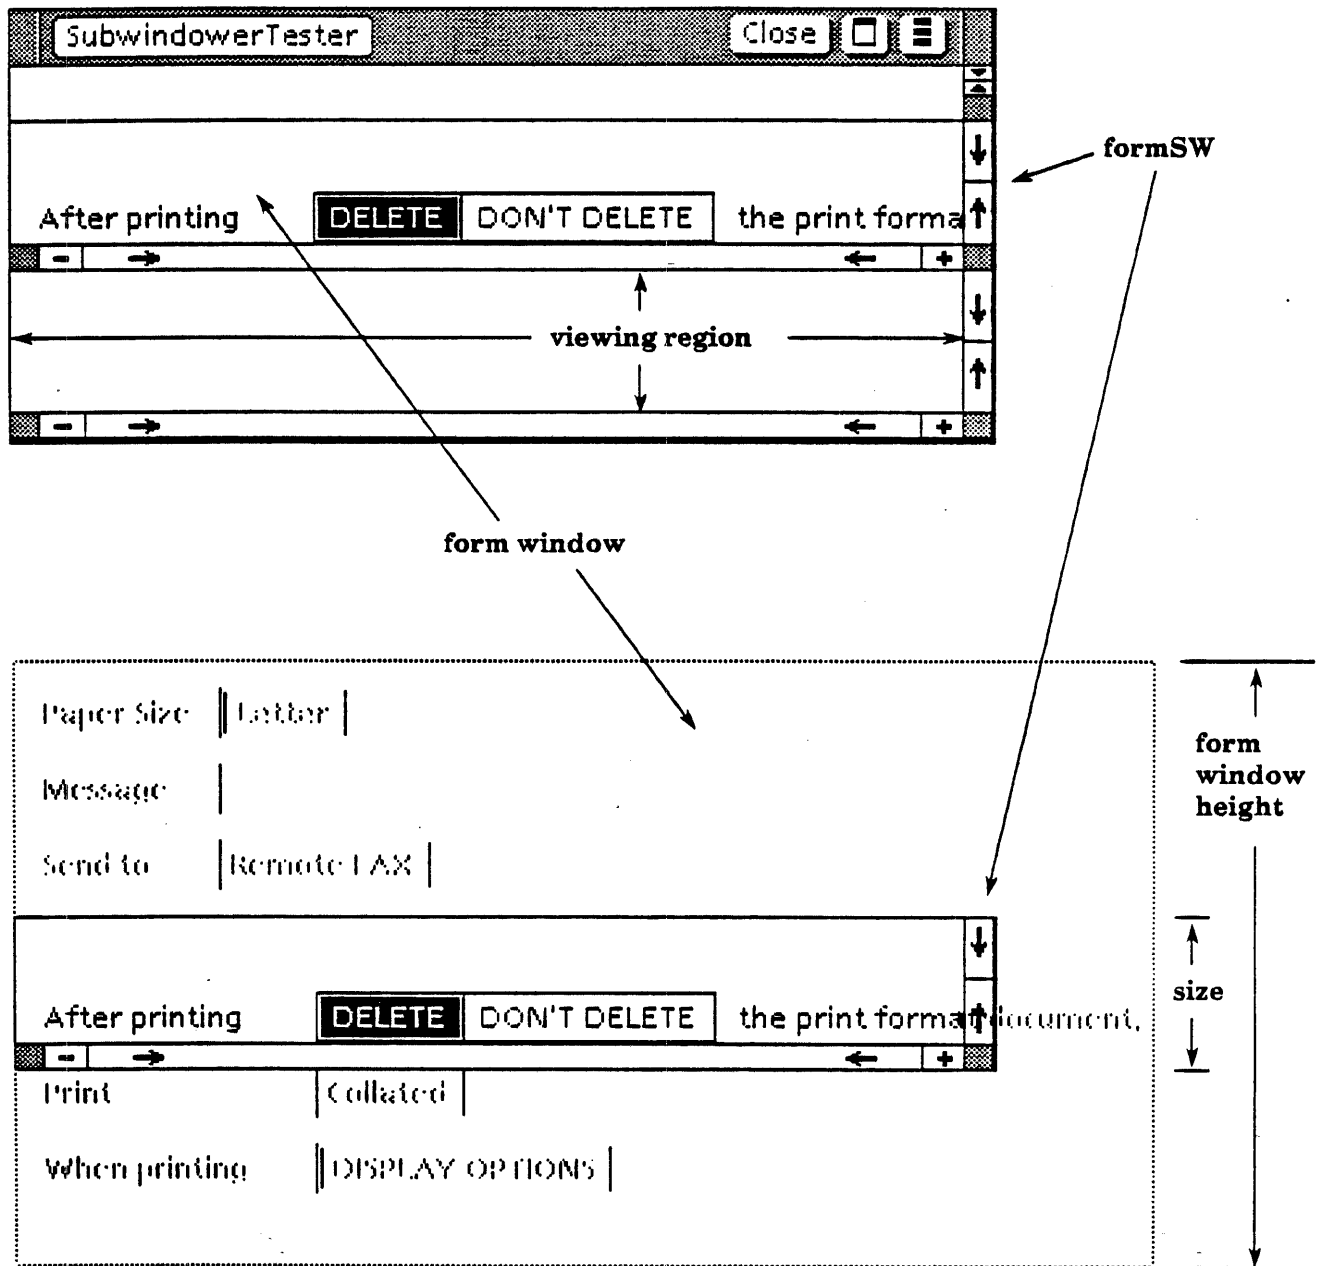 SubwindowerTester Close
formSW
After printing DELETE DON'T DELETE the print forma
- +
viewing region
- +
form window
Paper Size Letter
form
window
height
Message
Send to Remote FAX
size
After printing DELETE DON'T DELETE the print format document.
- +
Print Collated
When printing DISPLAY OPTIONS